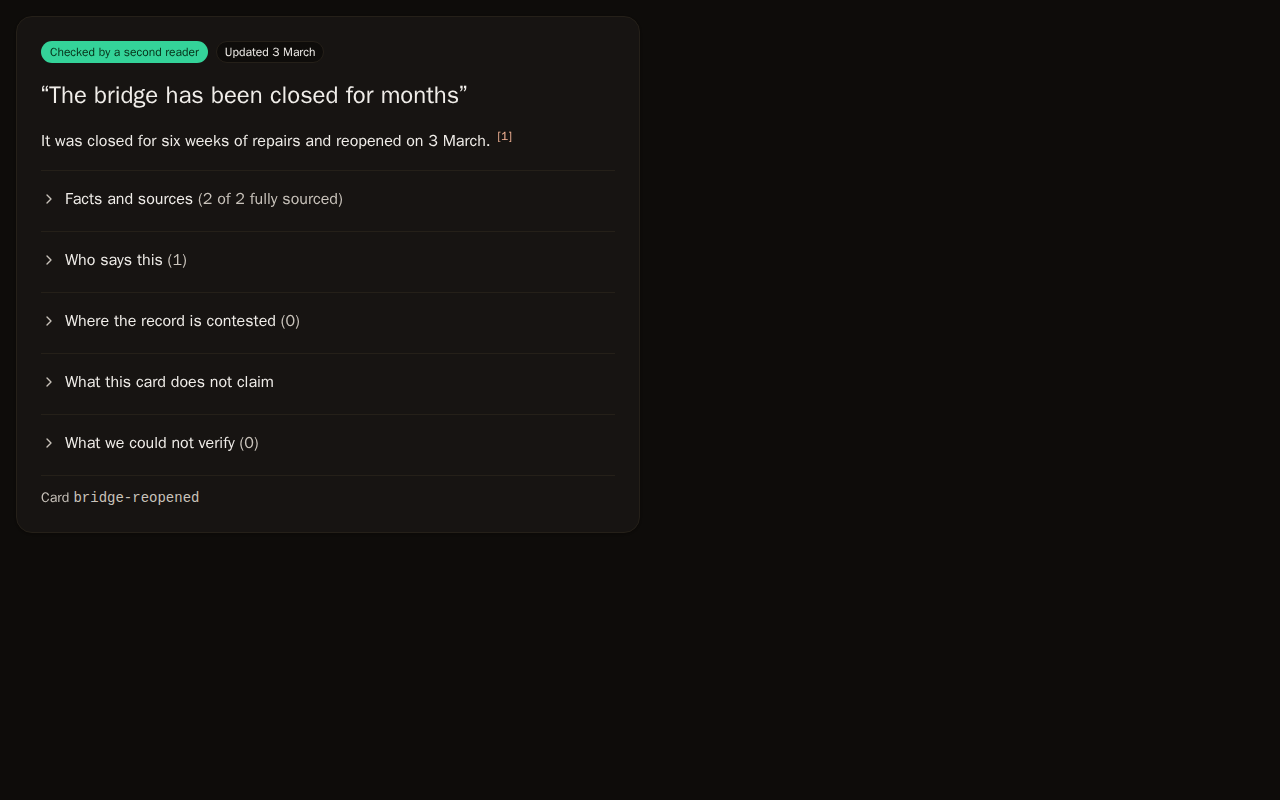 Checked by a second reader
Updated 3 March
“The bridge has been closed for months”
It was closed for six weeks of repairs and reopened on 3 March. [1]
Facts and sources (2 of 2 fully sourced)
Who says this (1)
Where the record is contested (0)
What this card does not claim
What we could not verify (0)
Card bridge-reopened